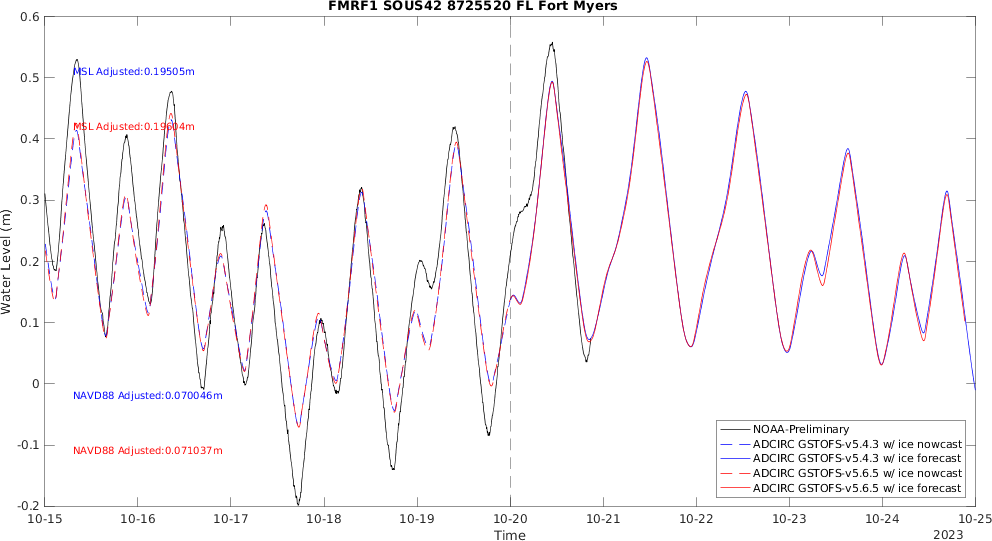 FMRF1 SOUS42 8725520 FL Fort Myers
0.6
0.5
0.4
0.3
0.2
0.1
0
-0.1
-0.2
Water Level (m)
MSL Adjusted:0.19505m
MSL Adjusted:0.19604m
NAVD88 Adjusted:0.070046m
NAVD88 Adjusted:0.071037m
NOAA-Preliminary
ADCIRC GSTOFS-v5.4.3 w/ ice nowcast
ADCIRC GSTOFS-v5.4.3 w/ ice forecast
ADCIRC GSTOFS-v5.6.5 w/ ice nowcast
ADCIRC GSTOFS-v5.6.5 w/ ice forecast
10-15 10-16 10-17 10-18 10-19 10-20 10-21 10-22 10-23 10-24 10-25
Time
2023